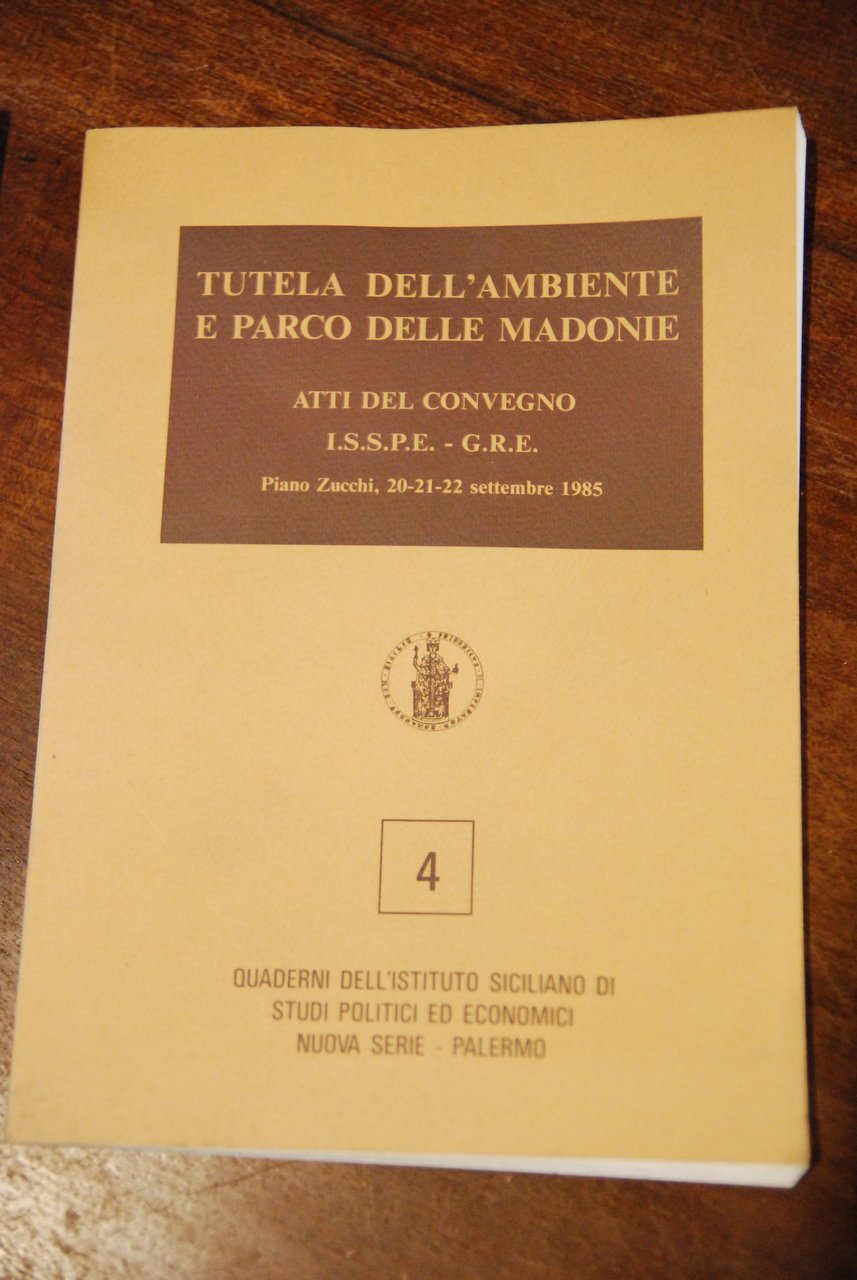 TUTELA DELL'AMBIENTE
E PARCO DELLE MADONIE
ATTI DEL CONVEGNO
I.S.S.P.E. - G.R.E.
Piano Zucchi, 20-21-22 settembre 1985
4
QUADERNI DELL'ISTITUTO SICILIANO DI
STUDI POLITICI ED ECONOMICI
NUOVA SERIE - PALERMO